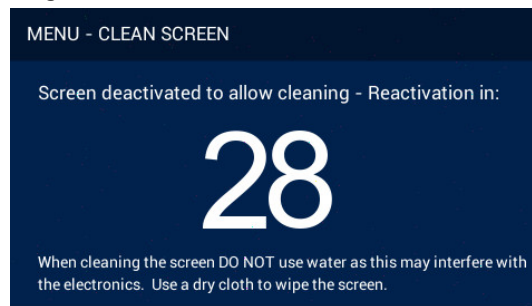 MENU - CLEAN SCREEN
Screen deactivated to allow cleaning - Reactivation in:
28
When cleaning the screen DO NOT use water as this may interfere with
the electronics.  Use a dry cloth to wipe the screen.